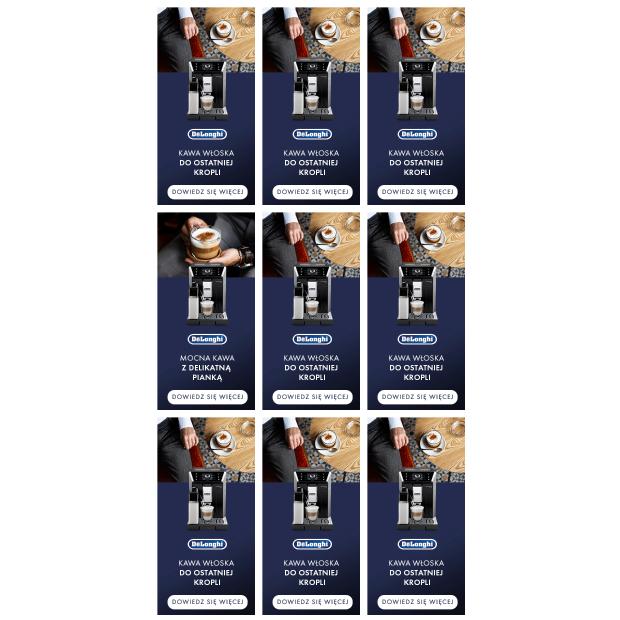 DeLonghi
KAWA WŁOSKA
DO OSTATNIEJ
KROPLI
DOWIEDZ SIĘ WIĘCEJ
DeLonghi
KAWA WŁOSKA
DO OSTATNIEJ
KROPLI
DOWIEDZ SIĘ WIĘCEJ
DeLonghi
KAWA WŁOSKA
DO OSTATNIEJ
KROPLI
DOWIEDZ SIĘ WIĘCEJ
DeLonghi
MOCNA KAWA
Z DELIKATNĄ
PIANKĄ
DOWIEDZ SIĘ WIĘCEJ
DeLonghi
KAWA WŁOSKA
DO OSTATNIEJ
KROPLI
DOWIEDZ SIĘ WIĘCEJ
DeLonghi
KAWA WŁOSKA
DO OSTATNIEJ
KROPLI
DOWIEDZ SIĘ WIĘCEJ
DeLonghi
KAWA WŁOSKA
DO OSTATNIEJ
KROPLI
DOWIEDZ SIĘ WIĘCEJ
DeLonghi
KAWA WŁOSKA
DO OSTATNIEJ
KROPLI
DOWIEDZ SIĘ WIĘCEJ
DeLonghi
KAWA WŁOSKA
DO OSTATNIEJ
KROPLI
DOWIEDZ SIĘ WIĘCEJ